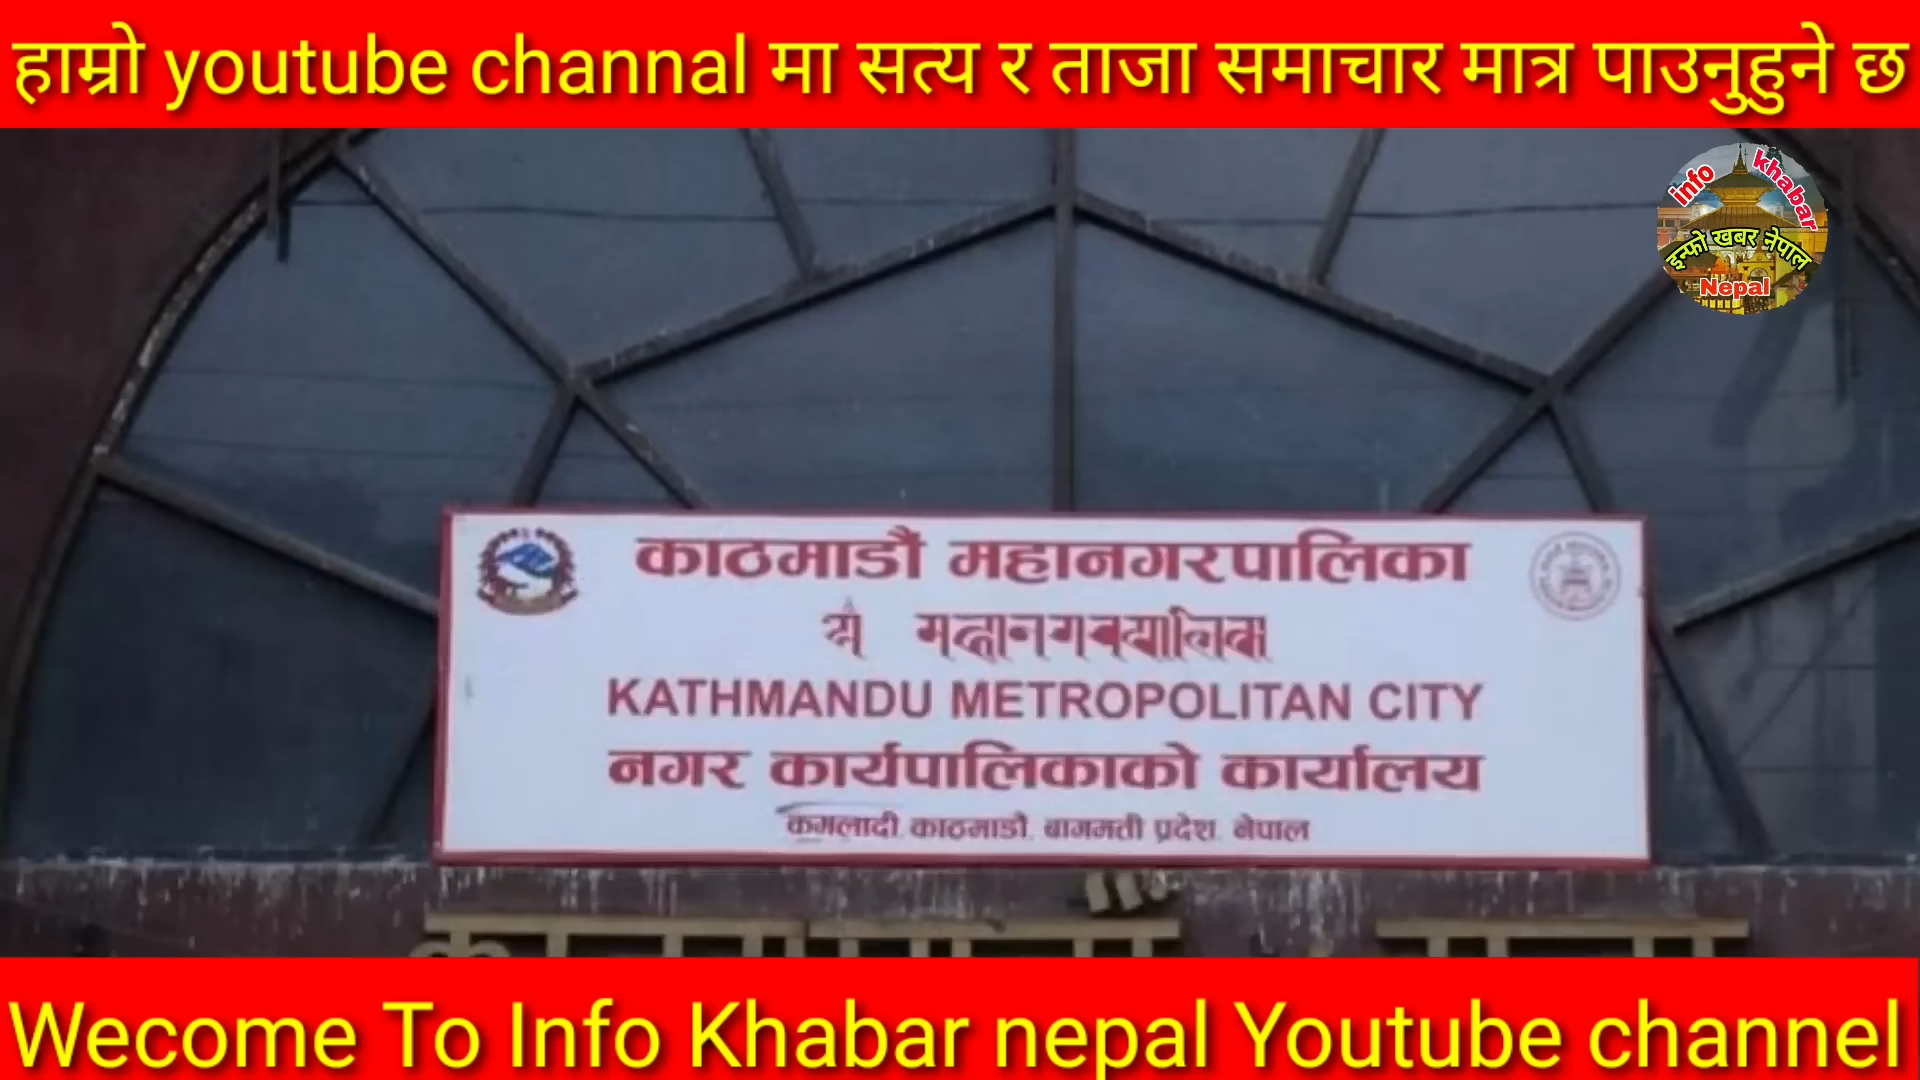 हाम्रो youtube channal मा सत्य र ताजा समाचार मात्र पाउनुहुने छ
info khabar
इन्फो खबर नेपाल
Nepal
काठमाडौं महानगरपालिका
KATHMANDU METROPOLITAN CITY
नगर कार्यपालिकाको कार्यालय
कमलादी, काठमाडौं, बागमती प्रदेश, नेपाल
Wecome To Info Khabar nepal Youtube channel